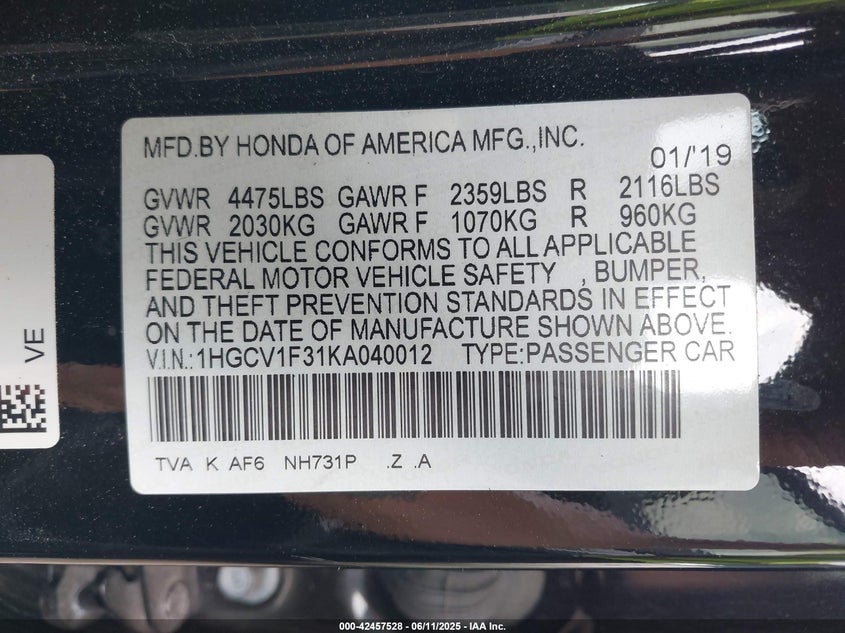 MFD.BY HONDA OF AMERICA MFG.,INC.
01/'19
GVWR 4475LBS GAWR F 2359LBS R 2116LBS
GVWR 2030KG GAWR F 1070KG R 960KG
THIS VEHICLE CONFORMS TO ALL APPLICABLE
FEDERAL MOTOR VEHICLE SAFETY , BUMPER,
AND THEFT PREVENTION STANDARDS IN EFFECT
ON THE DATE OF MANUFACTURE SHOWN ABOVE.
V.I.N.:1HGCV1F31KA040012 TYPE:PASSENGER CAR
TVA K AF6 NH731P .Z .A
VE
000-42457528 - 06/11/2025 - IAA Inc.